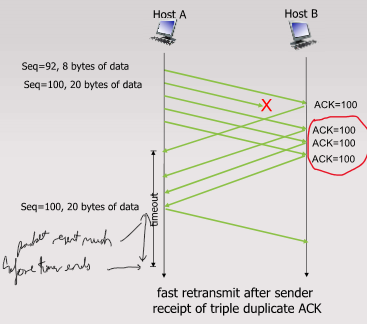 Host A
Host B
Seq=92, 8 bytes of data
Seq=100, 20 bytes of data
X
ACK=100
ACK=100
ACK=100
ACK=100
timeout
Seq=100, 20 bytes of data
packet resent much
before timer ends
fast retransmit after sender
receipt of triple duplicate ACK